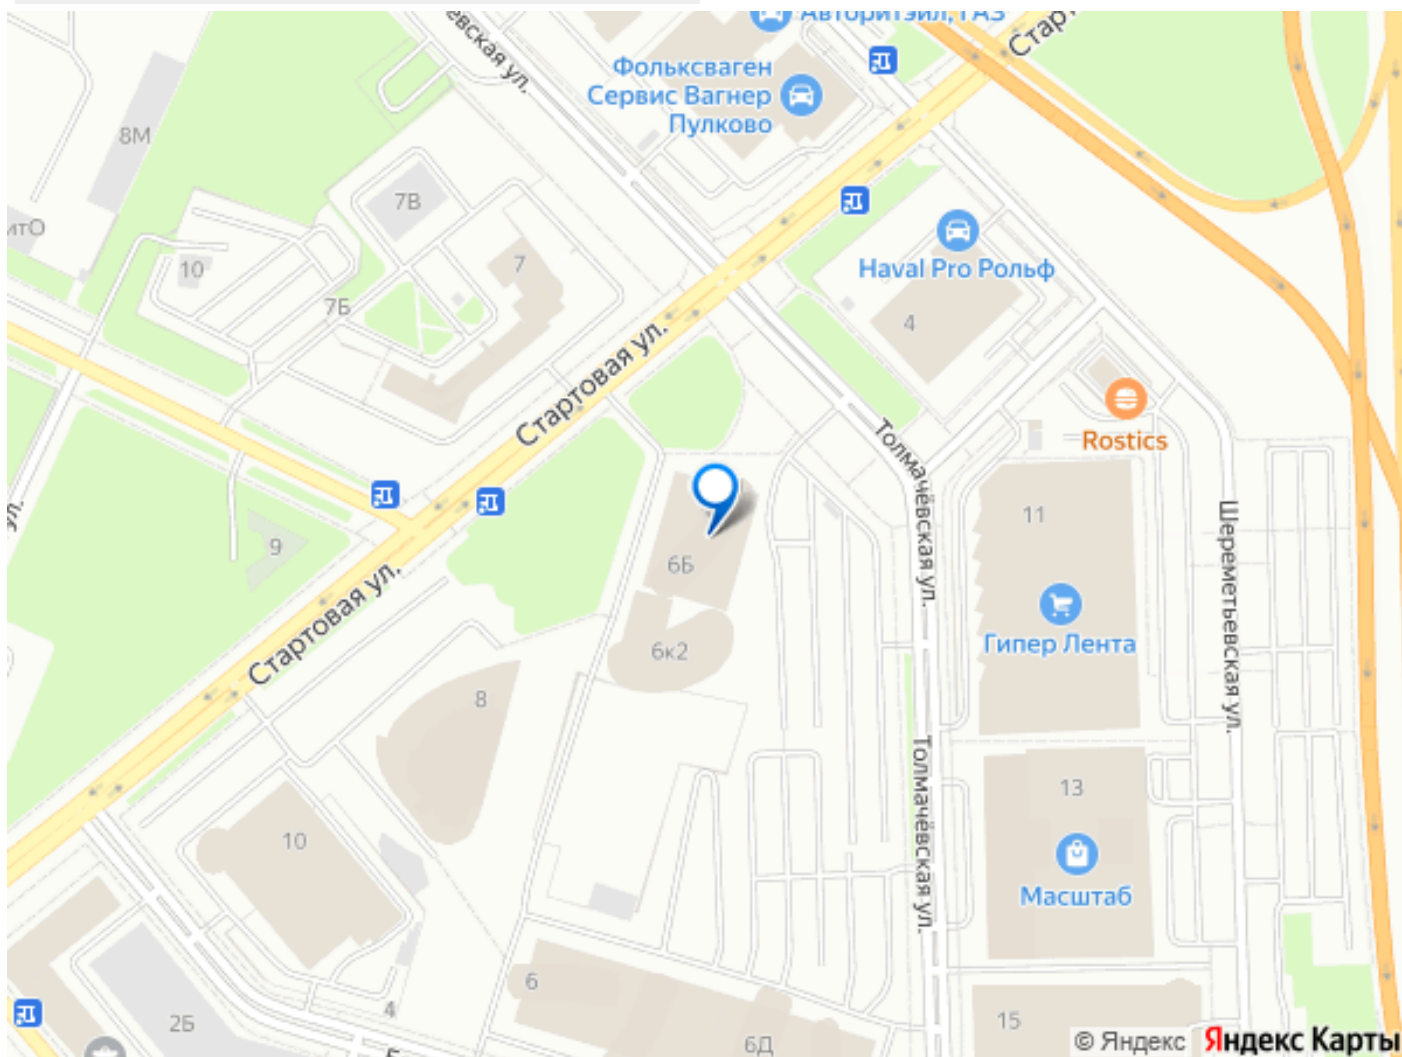 Авторитэйл, ГАЗ
Фольксваген
Сервис Вагнер
Пулково
8М
7В
10
7
7Б
Haval Pro Рольф
4
Стартовая ул.
Rostics
Толмачёвская ул.
11
Шереметьевская ул.
9
6Б
Гипер Лента
Стартовая ул.
6к2
8
Толмачёвская ул.
13
10
Масштаб
6
4
2Б
15
6Д
© Яндекс Яндекс Карты